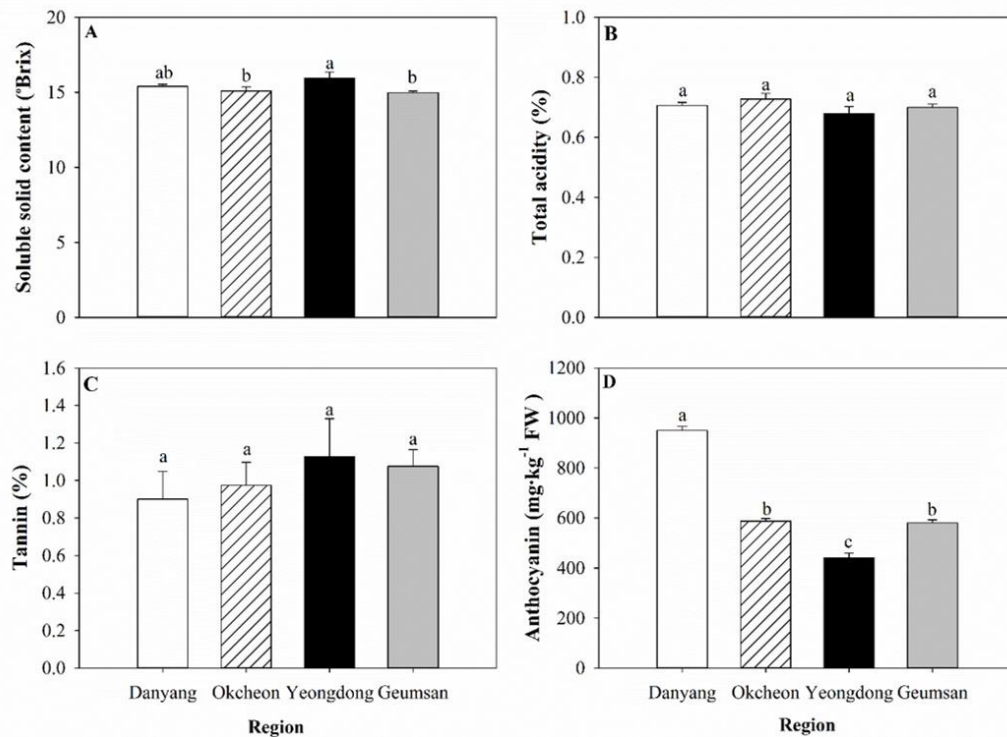 A
Soluble solid content (°Brix)
20
15
10
5
0
ab
b
a
b
B
Total acidity (%)
1.0
0.8
0.6
0.4
0.2
0.0
a
a
a
a
C
Tannin (%)
1.6
1.4
1.2
1.0
0.8
0.6
0.4
0.2
0.0
a
a
a
a
Danyang Okcheon Yeongdong Geumsan
Region
D
Anthocyanin (mg·kg⁻¹ FW )
1200
1000
800
600
400
200
0
a
b
c
b
Danyang Okcheon Yeongdong Geumsan
Region